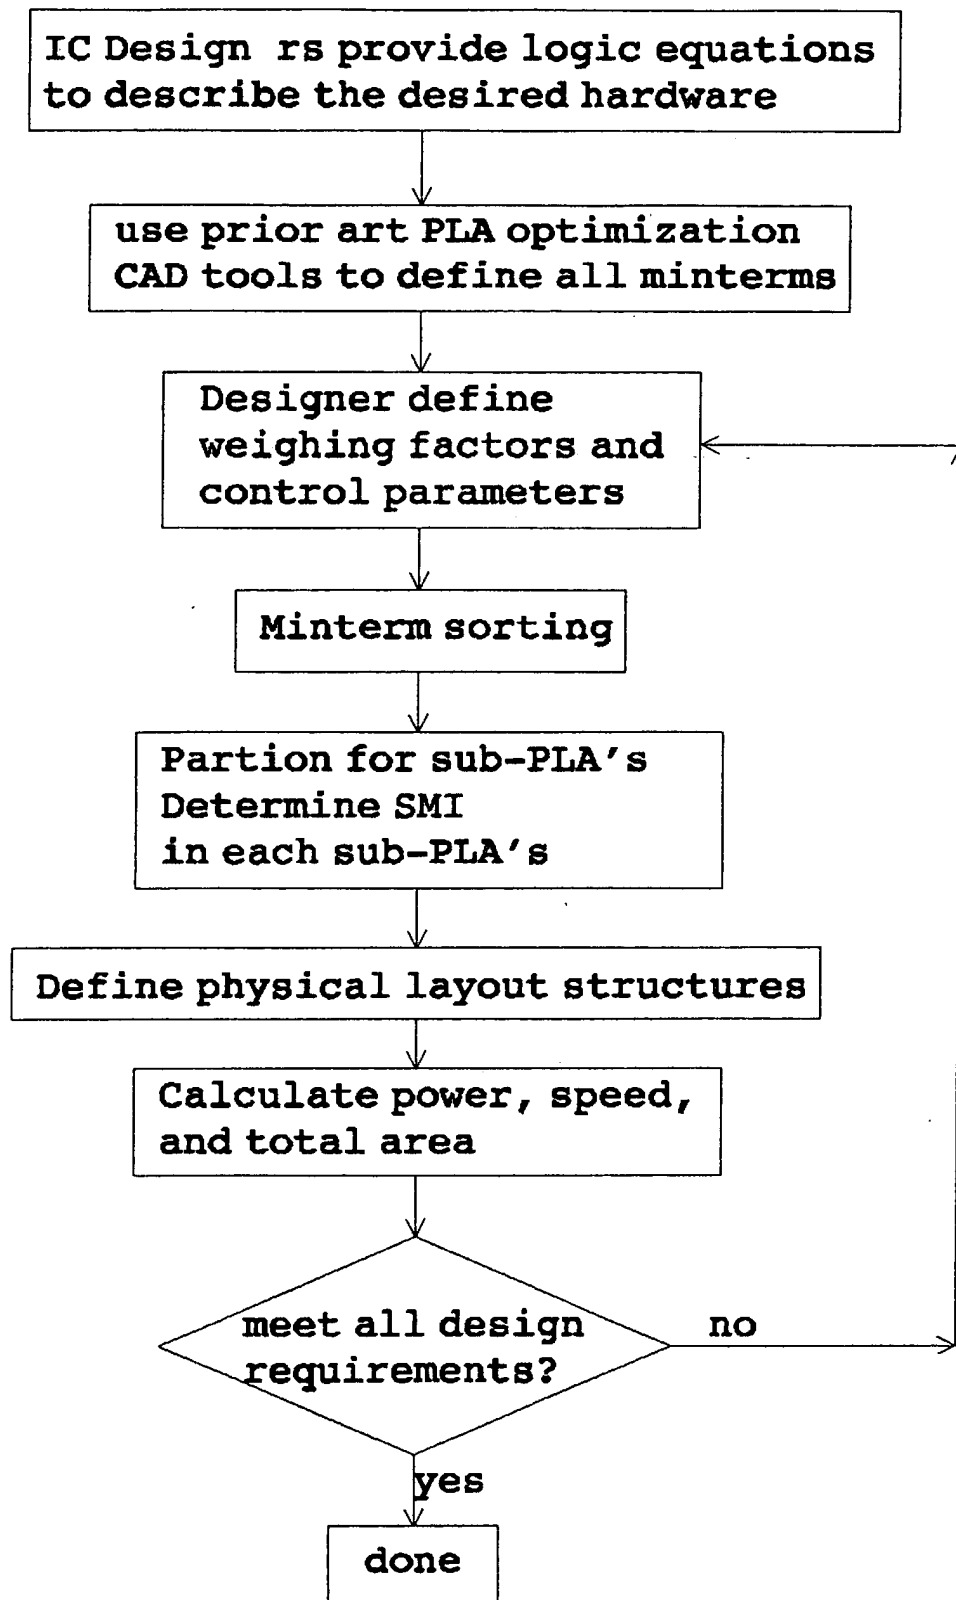 IC Design rs provide logic equations
to describe the desired hardware
use prior art PLA optimization
CAD tools to define all minterms
Designer define
weighing factors and
control parameters
Minterm sorting
Partion for sub-PLA's
Determine SMI
in each sub-PLA's
Define physical layout structures
Calculate power, speed,
and total area
meet all design
requirements?
no
yes
done